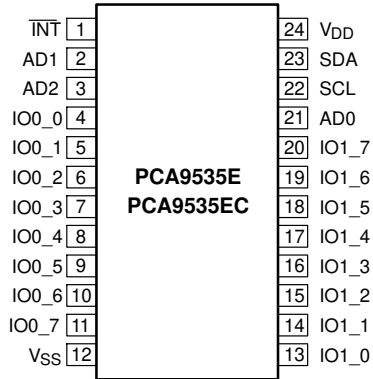 INT 1 24 VDD
AD1 2 23 SDA
AD2 3 22 SCL
IO0_0 4 21 AD0
IO0_1 5 20 IO1_7
IO0_2 6 PCA9535E 19 IO1_6
IO0_3 7 PCA9535EC 18 IO1_5
IO0_4 8 17 IO1_4
IO0_5 9 16 IO1_3
IO0_6 10 15 IO1_2
IO0_7 11 14 IO1_1
VSS 12 13 IO1_0